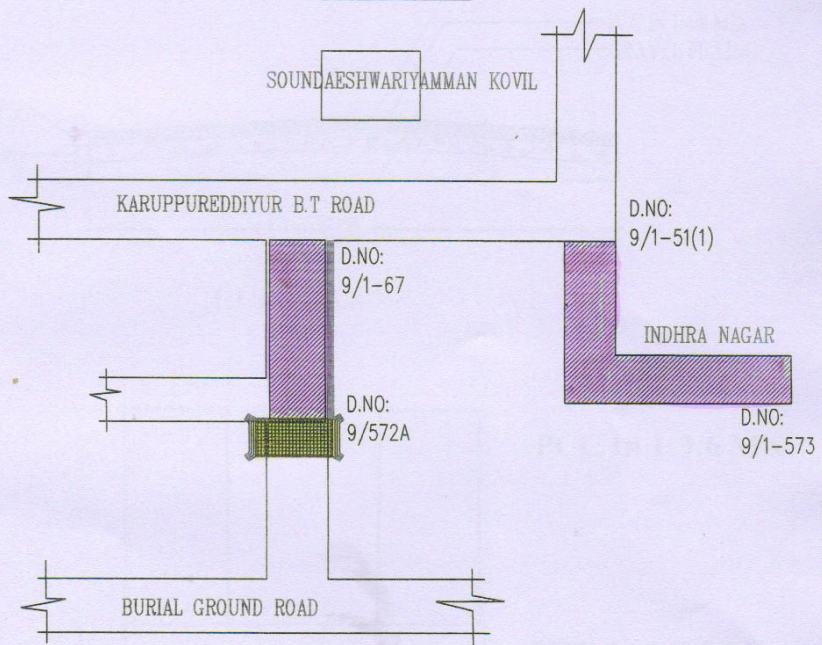 SOUNDAESHWARIYAMMAN KOVIL
KARUPPUREDDIYUR B.T ROAD
D.NO:
9/1-51(1)
D.NO:
9/1-67
INDHRA NAGAR
D.NO:
9/572A
D.NO:
9/1-573
BURIAL GROUND ROAD